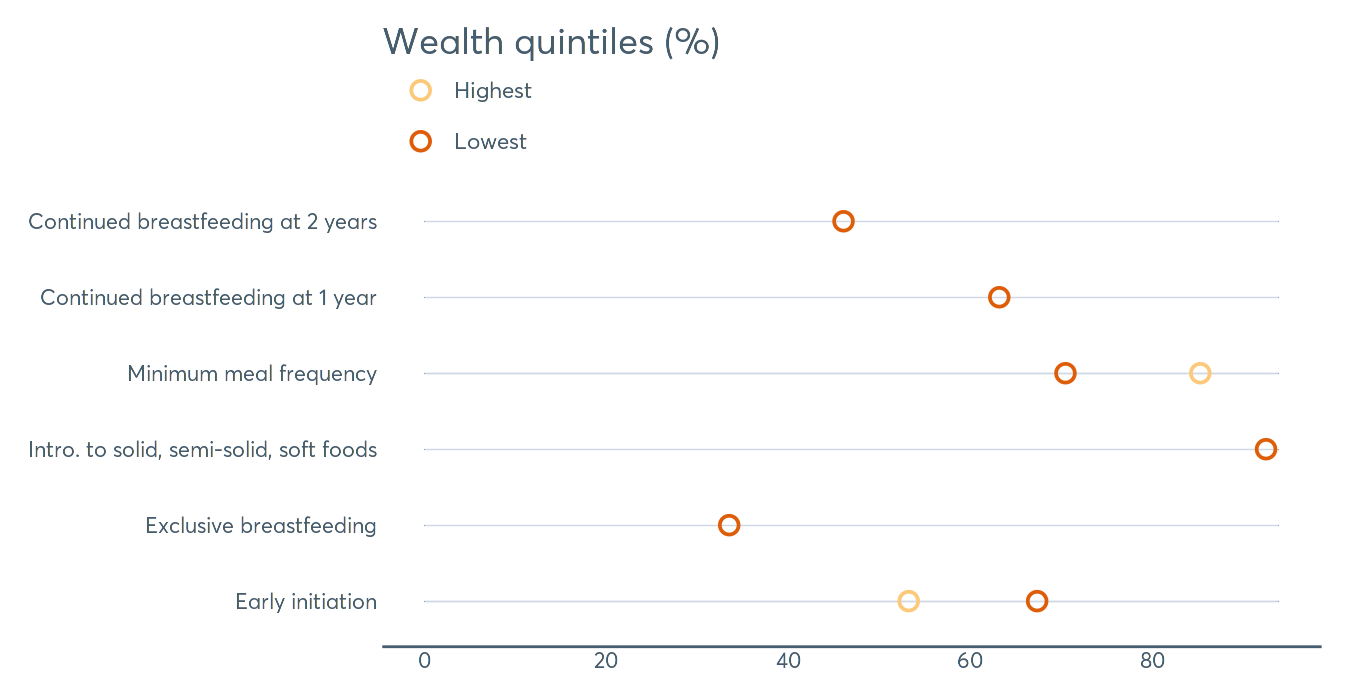 Wealth quintiles (%)
Highest
Lowest
Continued breastfeeding at 2 years
Continued breastfeeding at 1 year
Minimum meal frequency
Intro. to solid, semi-solid, soft foods
Exclusive breastfeeding
Early initiation
0 20 40 60 80